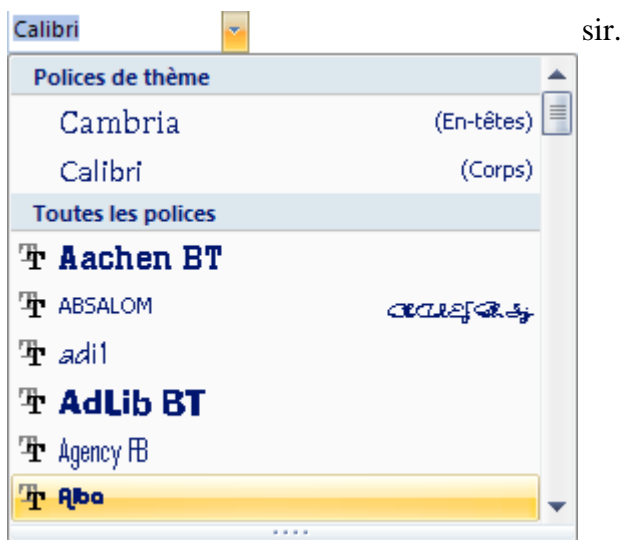 Calibri sir.
Polices de thème
Cambria (En-têtes)
Calibri (Corps)
Toutes les polices
Aachen BT
ABSALOM
adi1
AdLib BT
Agency FB
Alba